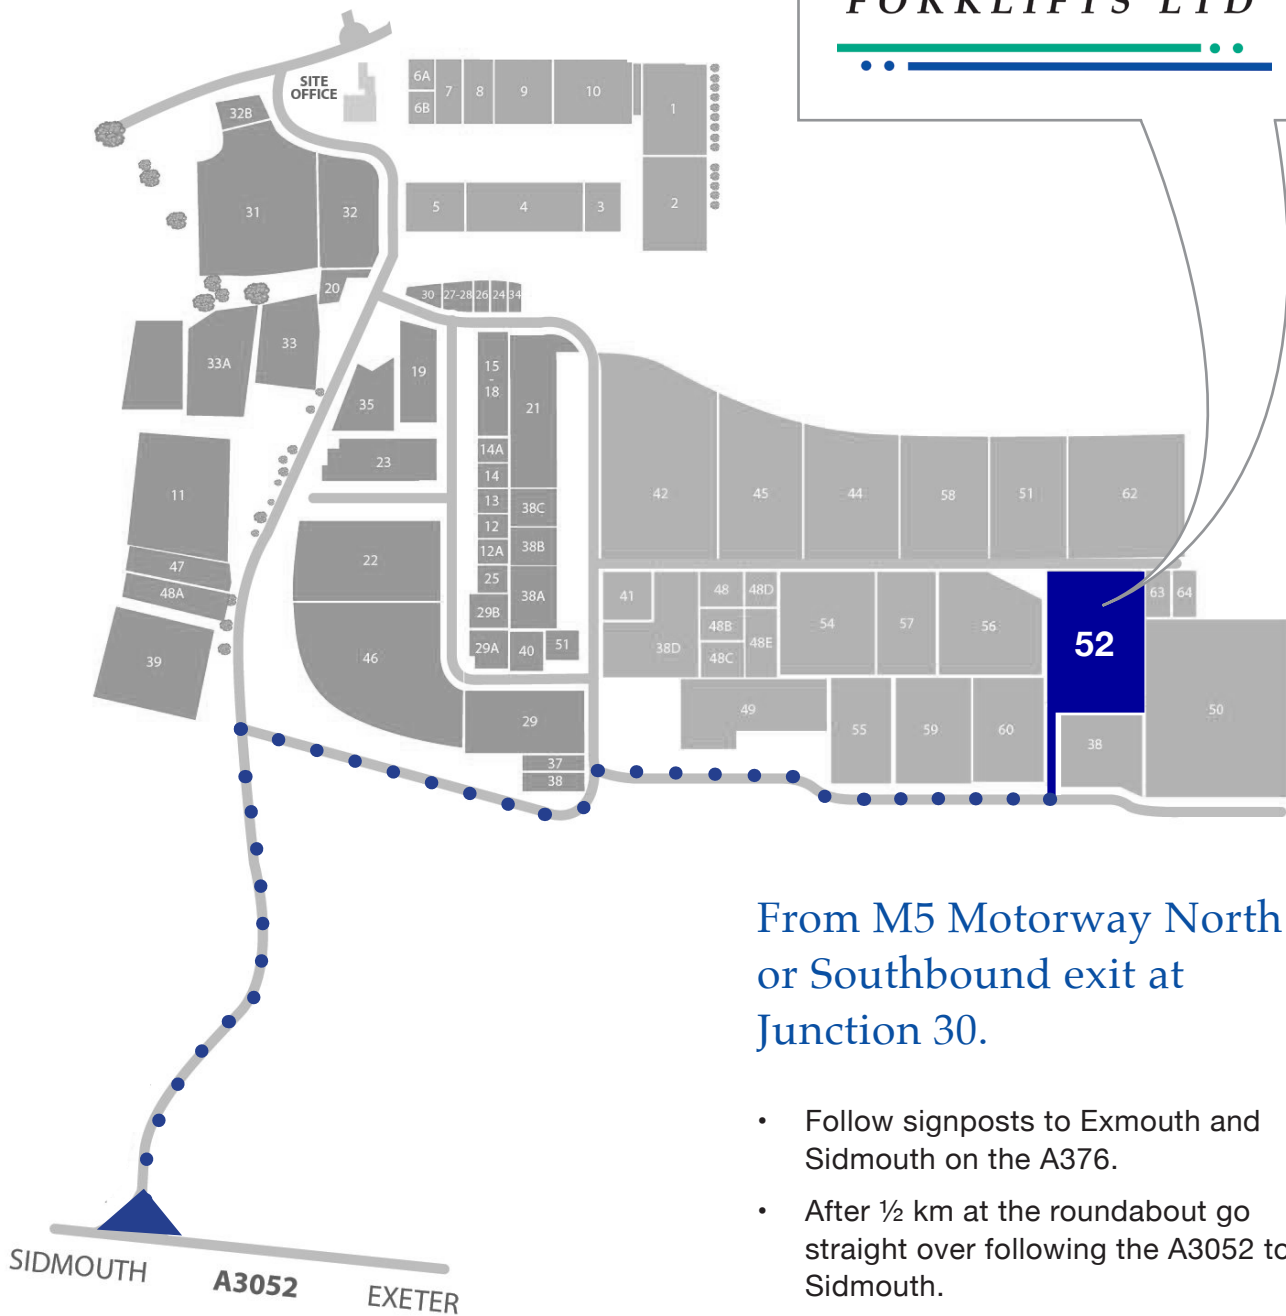 FORKLIFTS LTD
SITE
OFFICE
6A
6B
7
8
9
10
1
32B
31
32
5
4
3
2
20
30
27-28
26
24
34
33A
33
35
19
15
-
18
21
23
14A
14
13
12
12A
25
29B
29A
38C
38B
38A
40
51
11
47
48A
39
22
46
29
37
38
42
45
44
58
51
62
41
38D
48
48D
48B
48C
48E
54
57
56
52
63
64
49
55
59
60
38
50
From M5 Motorway North
or Southbound exit at
Junction 30.
• Follow signposts to Exmouth and
Sidmouth on the A376.
• After ½ km at the roundabout go
straight over following the A3052 to
Sidmouth.
SIDMOUTH
A3052
EXETER